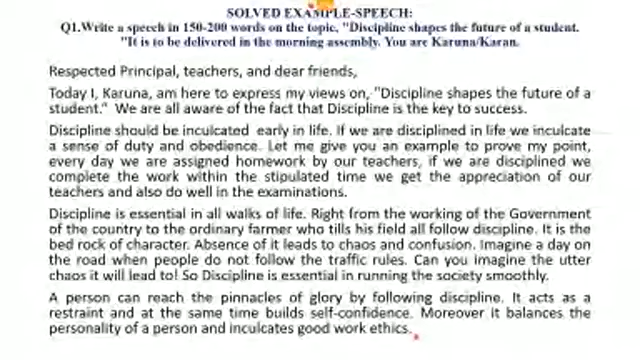 SOLVED EXAMPLE-SPEECH:
Q1.Write a speech in 150-200 words on the topic, "Discipline shapes the future of a student.
"It is to be delivered in the morning assembly. You are Karuna/Karan.
Respected Principal, teachers, and dear friends,
Today I, Karuna, am here to express my views on, "Discipline shapes the future of a
student." We are all aware of the fact that Discipline is the key to success.
Discipline should be inculcated early in life. If we are disciplined in life we inculcate
a sense of duty and obedience. Let me give you an example to prove my point,
every day we are assigned homework by our teachers, if we are disciplined we
complete the work within the stipulated time we get the appreciation of our
teachers and also do well in the examinations.
Discipline is essential in all walks of life. Right from the working of the Government
of the country to the ordinary farmer who tills his field all follow discipline. It is the
bed rock of character. Absence of it leads to chaos and confusion. Imagine a day on
the road when people do not follow the traffic rules. Can you imagine the utter
chaos it will lead to! So Discipline is essential in running the society smoothly.
A person can reach the pinnacles of glory by following discipline. It acts as a
restraint and at the same time builds self-confidence. Moreover it balances the
personality of a person and inculcates good work ethics.